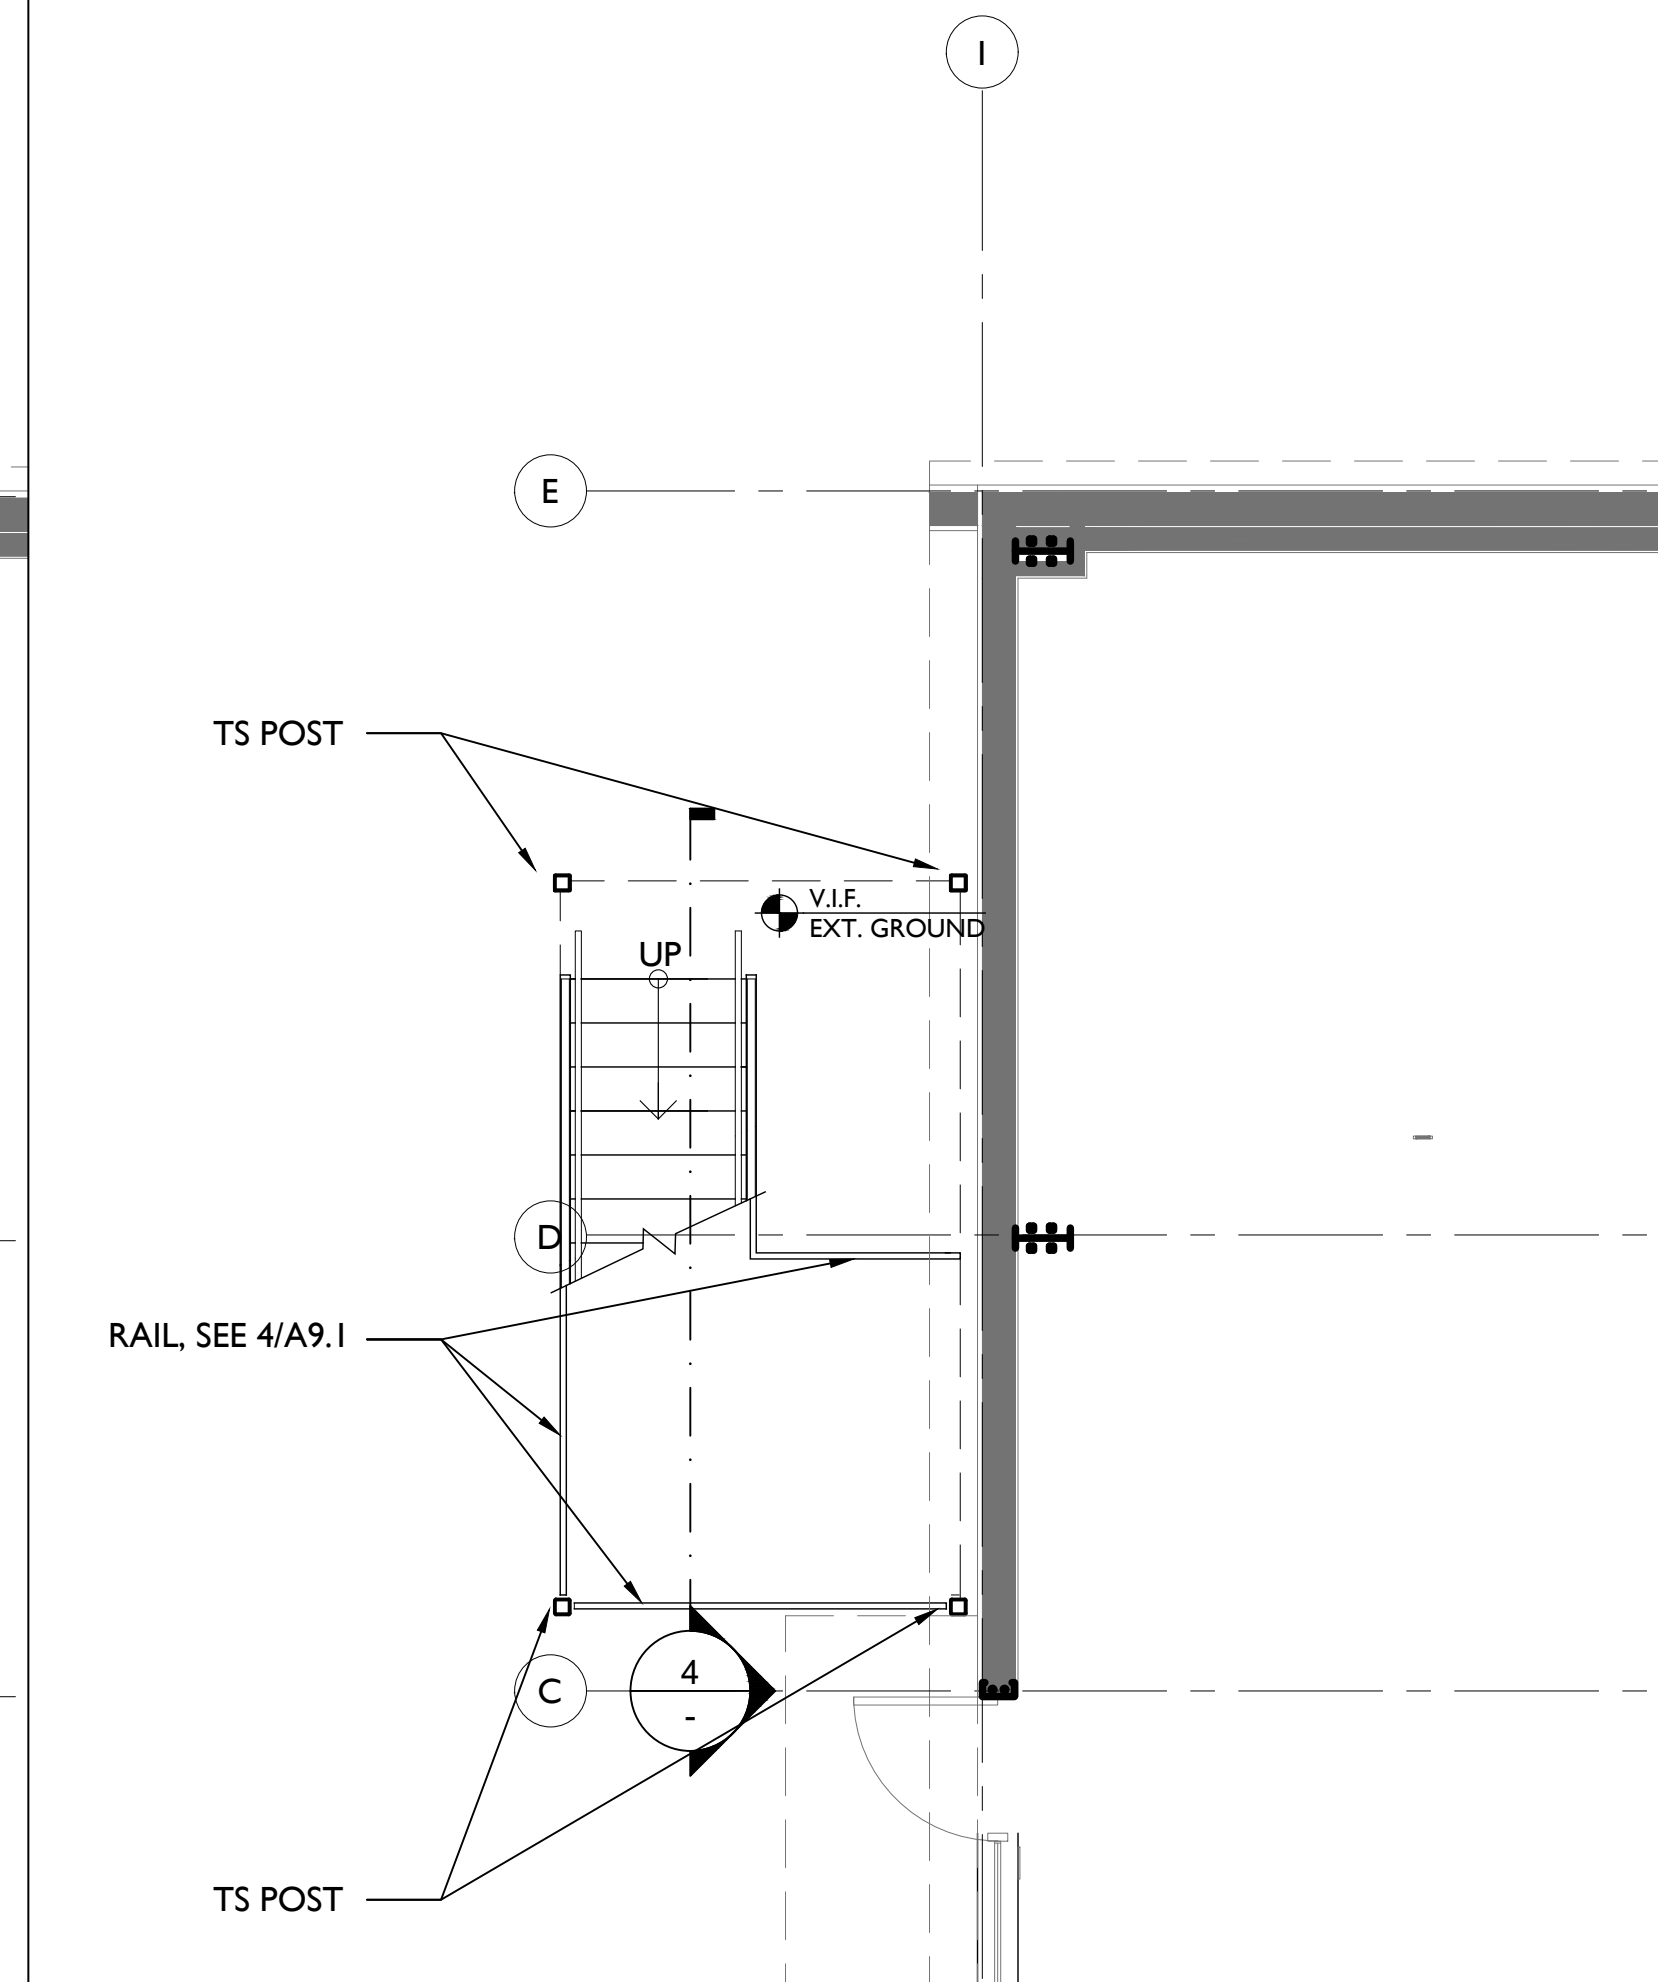 I
E
TS POST
V.I.F.
EXT. GROUND
UP
D
RAIL, SEE 4/A9.1
4
C
-
TS POST